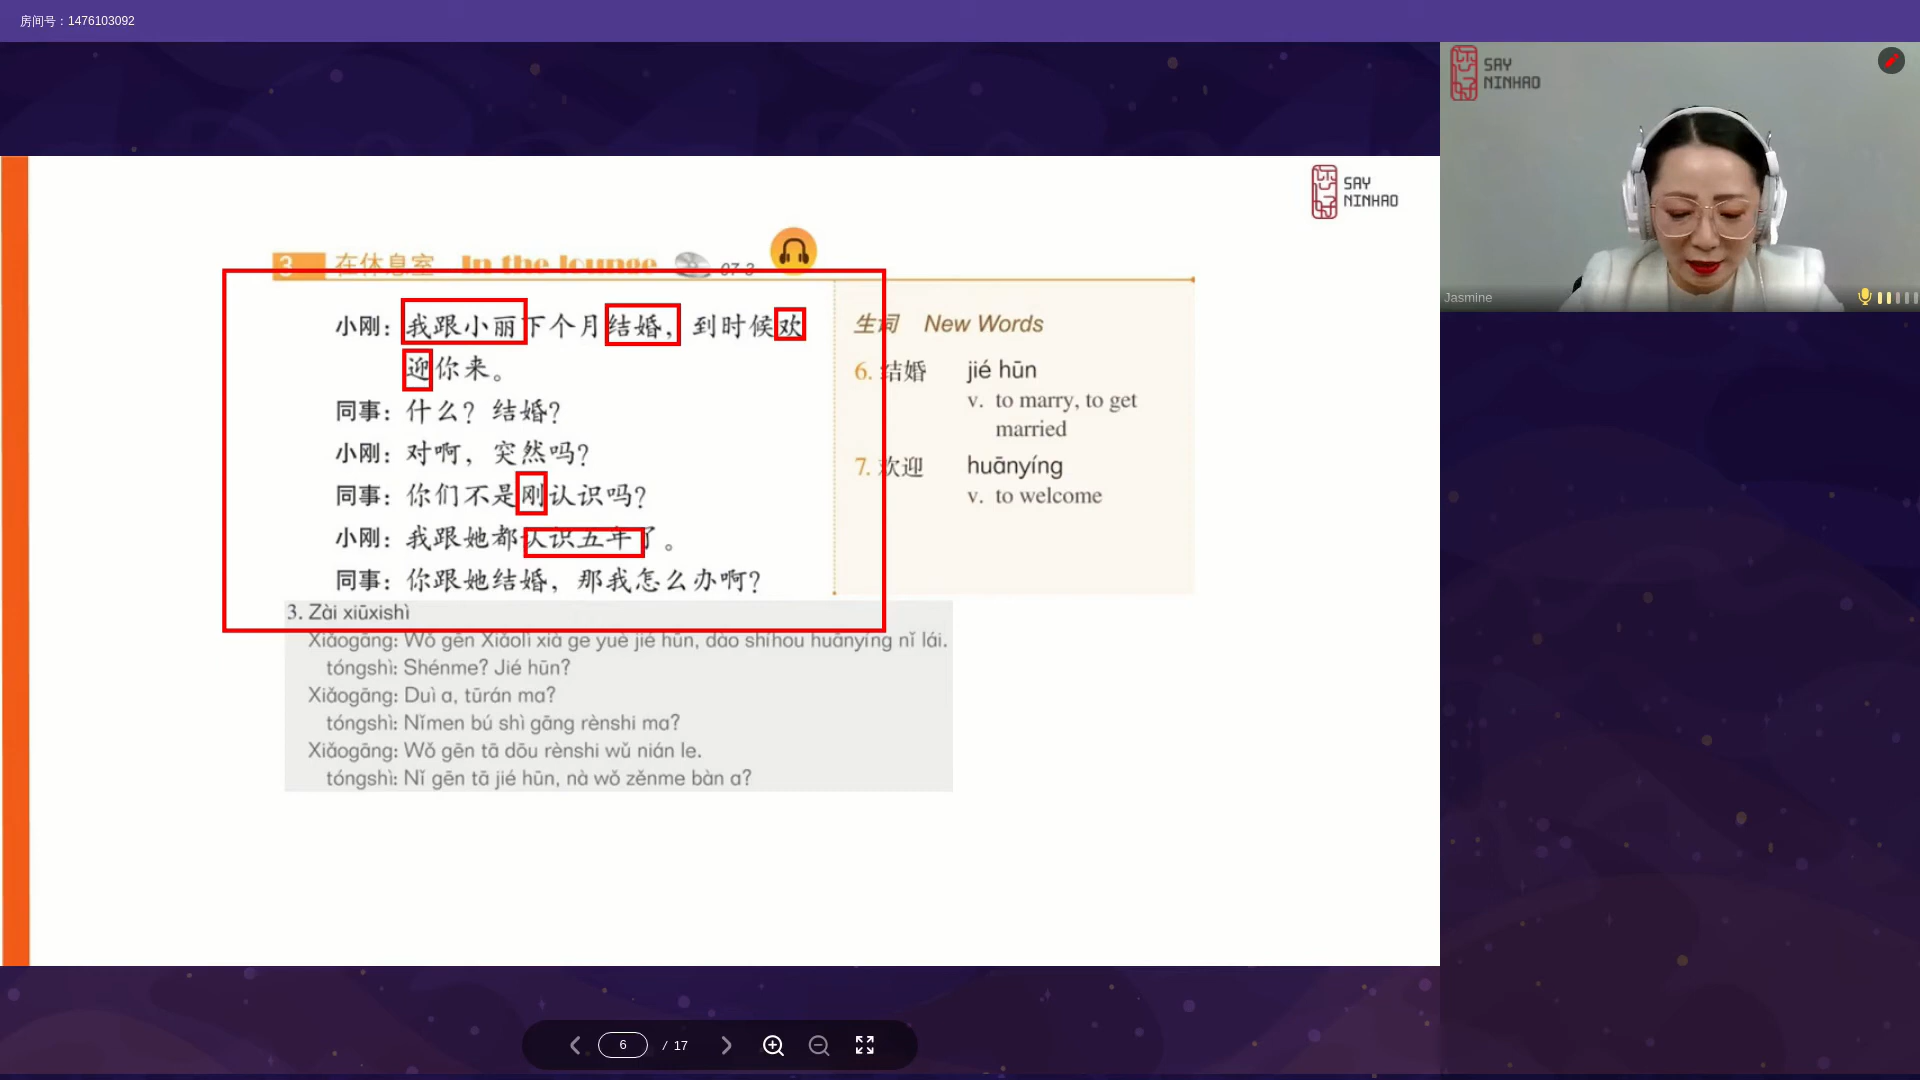 房间号：1476103092
SAY
NINHAO
Jasmine
SAY
NINHAO
3 在休息室 In the lounge 07-3
小刚：我跟小丽下个月结婚，到时候欢
迎你来。
同事：什么？结婚？
小刚：对啊，突然吗？
同事：你们不是刚认识吗？
小刚：我跟她都认识五年了。
同事：你跟她结婚，那我怎么办啊？
生词 New Words
6. 结婚 jié hūn
v. to marry, to get
married
7. 欢迎 huānyíng
v. to welcome
3. Zài xiūxishì
Xiǎogāng: Wǒ gēn Xiǎolì xià ge yuè jié hūn, dào shíhou huānyíng nǐ lái.
tóngshì: Shénme? Jié hūn?
Xiǎogāng: Duì a, tūrán ma?
tóngshì: Nǐmen bú shì gāng rènshi ma?
Xiǎogāng: Wǒ gēn tā dōu rènshi wǔ nián le.
tóngshì: Nǐ gēn tā jié hūn, nà wǒ zěnme bàn a?
6 / 17